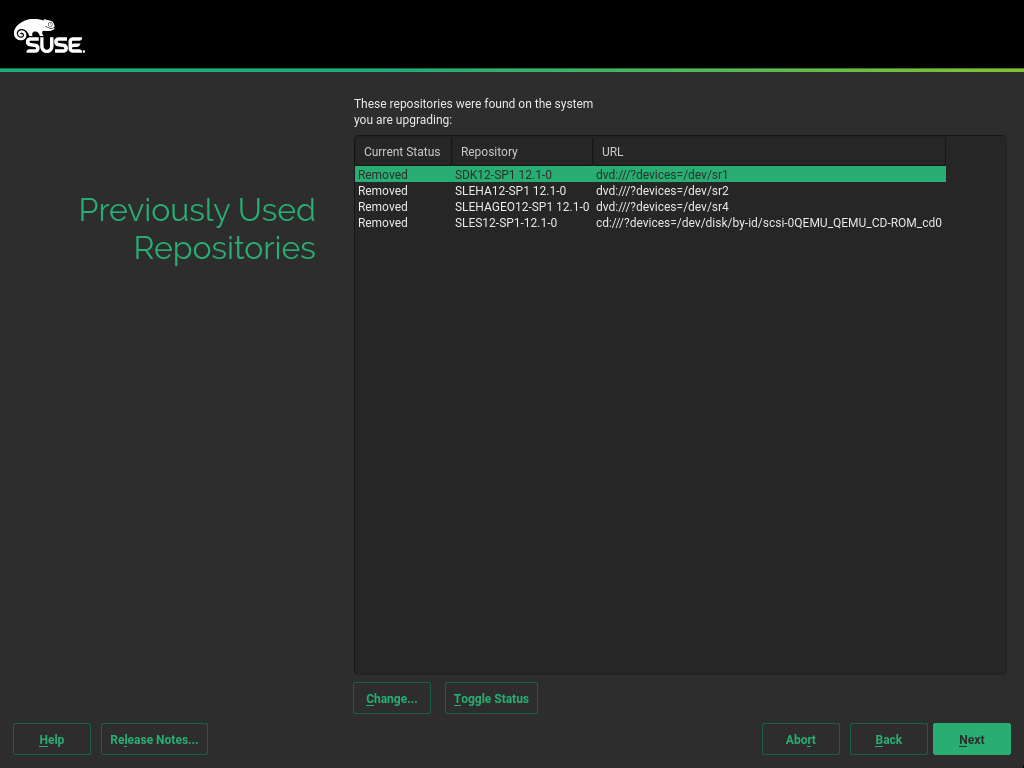 SUSE.
These repositories were found on the system
you are upgrading:
Previously Used
Repositories
Current Status Repository URL
Removed SDK12-SP1 12.1-0 dvd:///?devices=/dev/sr1
Removed SLEHA12-SP1 12.1-0 dvd:///?devices=/dev/sr2
Removed SLEHAGEO12-SP1 12.1-0 dvd:///?devices=/dev/sr4
Removed SLES12-SP1-12.1-0 cd:///?devices=/dev/disk/by-id/scsi-0QEMU_QEMU_CD-ROM_cd0
Change... Toggle Status
Help Release Notes... Abort Back Next